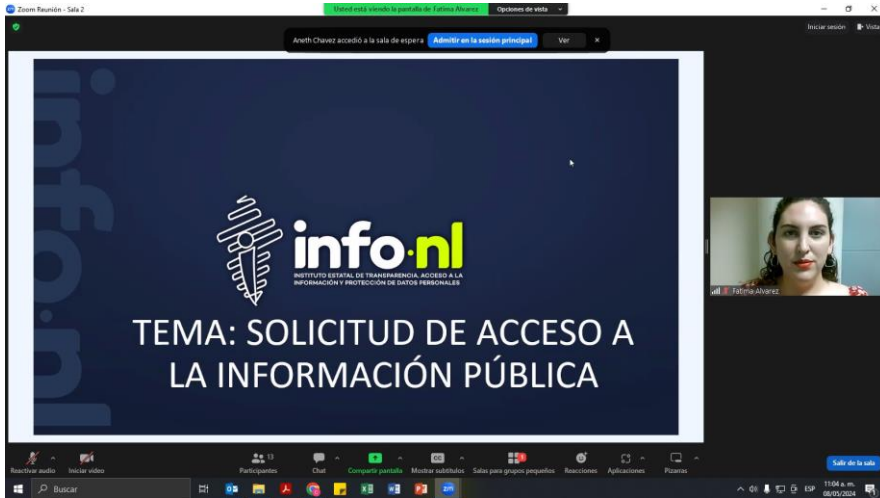 Zoom Reunión - Sala 2
Usted está viendo la pantalla de Fatima Alvarez
Opciones de vista
Iniciar sesión
Vista
Aneth Chavez accedió a la sala de espera
Admitir en la sesión principal
Ver
info·nl
info·nl
INSTITUTO ESTATAL DE TRANSPARENCIA, ACCESO A LA
INFORMACIÓN Y PROTECCIÓN DE DATOS PERSONALES
TEMA: SOLICITUD DE ACCESO A
LA INFORMACIÓN PÚBLICA
Fatima Alvarez
Reactivar audio
Iniciar video
Participantes
13
Chat
Compartir pantalla
CC
Mostrar subtítulos
Salas para grupos pequeños
Reacciones
Aplicaciones
Pizarras
Salir de la sala
Buscar
zm
ESP
11:04 a. m.
08/05/2024